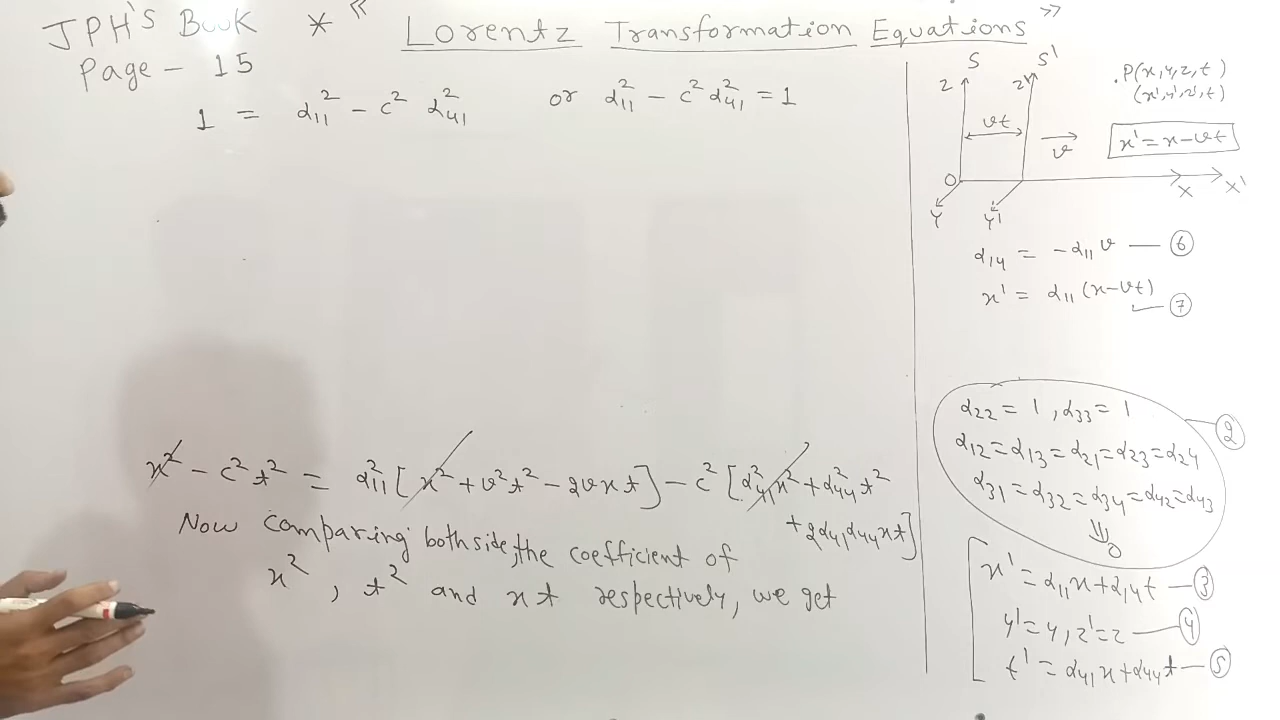 JPH'S Book * " Lorentz Transformation Equations "
Page - 15
1 = α₁₁² - c² α₄₁² or α₁₁² - c² α₄₁² = 1
x² - c² t² = α₁₁² [x² + v²t² - 2vxt] - c² [α₄₁² x² + α₄₄² t²
+ 2α₄₁α₄₄xt]
Now comparing both side, the coefficient of
x², t² and xt respectively, we get
S S'
Z Z'
.P(x,y,z,t)
(x',y',z',t)
vt
v
x' = x-vt
O
X X'
Y Y'
α₁₄ = -α₁₁ v — 6
x' = α₁₁ (x-vt)
7
α₂₂ = 1, α₃₃ = 1
2
α₁₂=α₁₃=α₂₁=α₂₃=α₂₄
α₃₁=α₃₂=α₃₄=α₄₂=α₄₃
⇓
0
x' = α₁₁x+α₁₄t — 3
y'=y, z'=z — 4
t' = α₄₁x+α₄₄t — 5